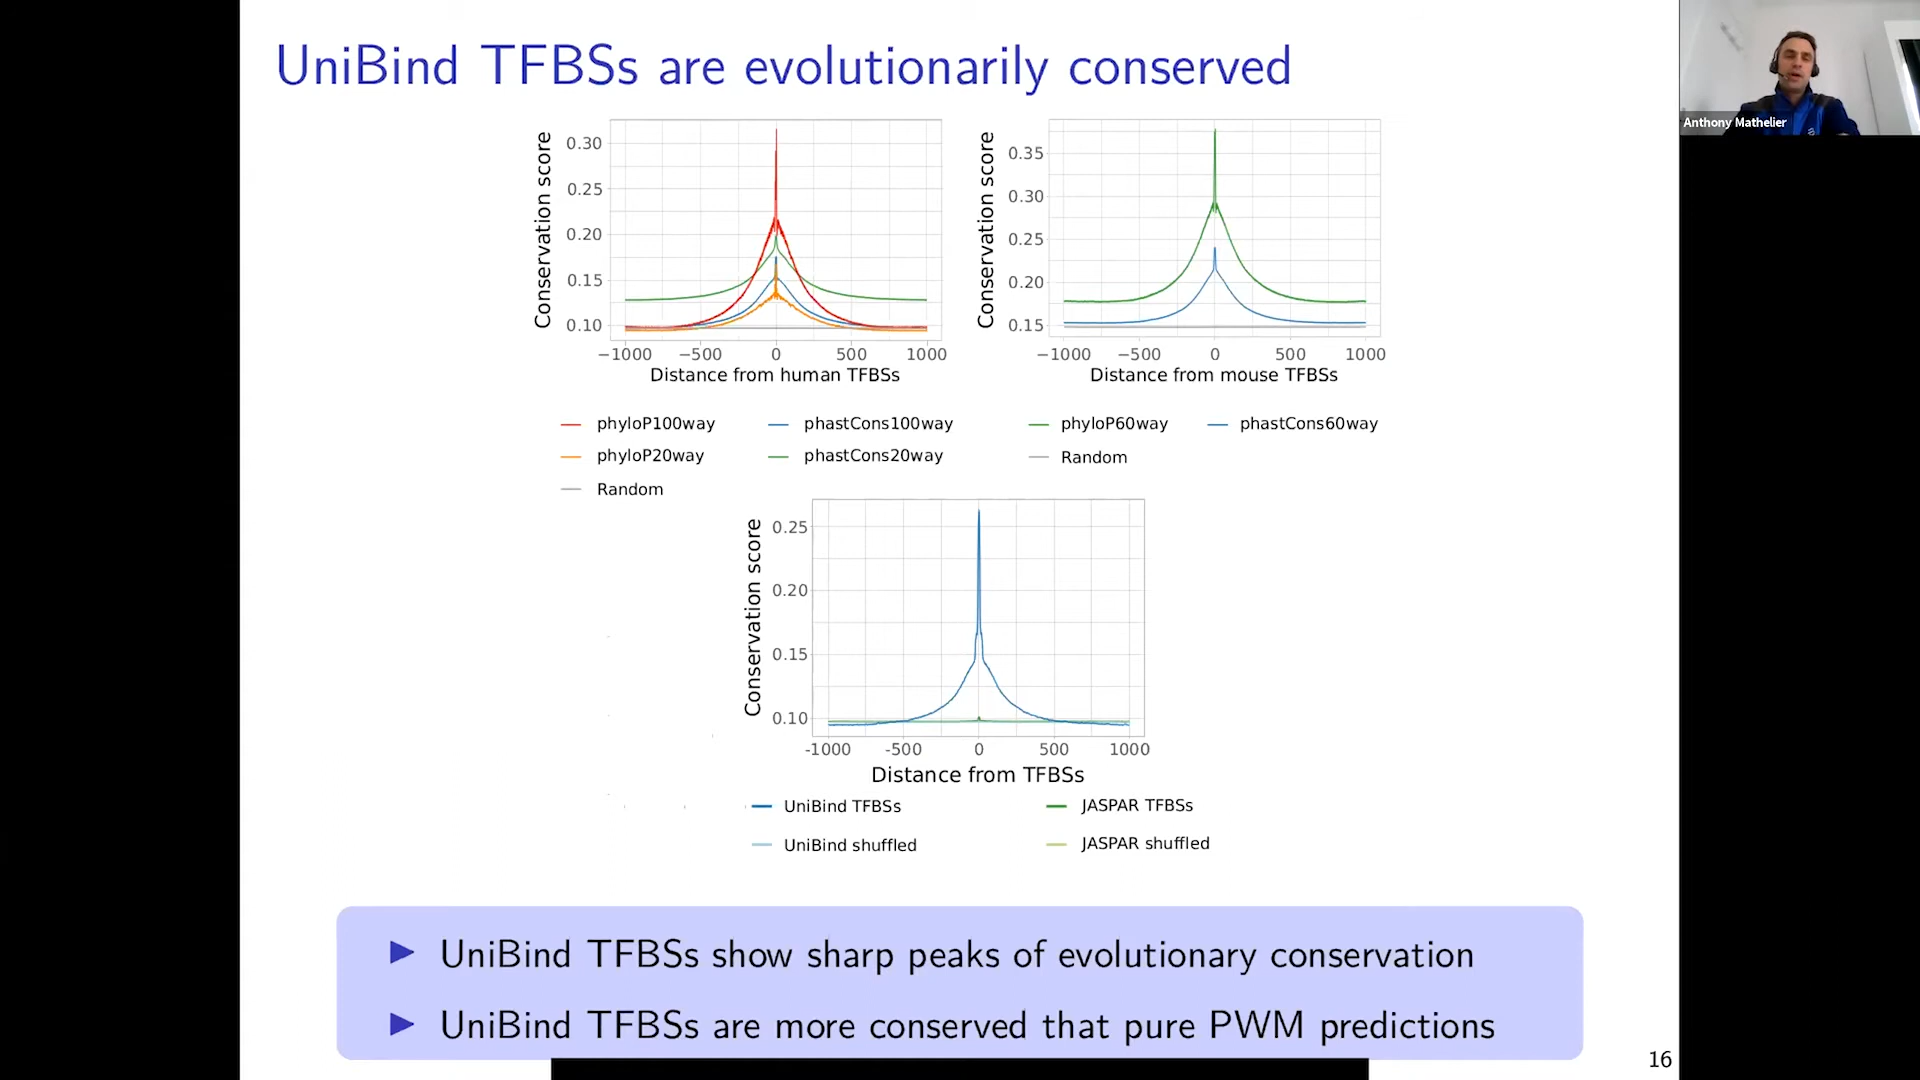 UniBind TFBSs are evolutionarily conserved
Anthony Mathelier
Conservation score
0.30
0.25
0.20
0.15
0.10
−1000 −500 0 500 1000
Distance from human TFBSs
phyloP100way phastCons100way
phyloP20way phastCons20way
Random
Conservation score
0.35
0.30
0.25
0.20
0.15
−1000 −500 0 500 1000
Distance from mouse TFBSs
phyloP60way phastCons60way
Random
Conservation score
0.25
0.20
0.15
0.10
-1000 -500 0 500 1000
Distance from TFBSs
UniBind TFBSs JASPAR TFBSs
UniBind shuffled JASPAR shuffled
UniBind TFBSs show sharp peaks of evolutionary conservation
UniBind TFBSs are more conserved that pure PWM predictions
16